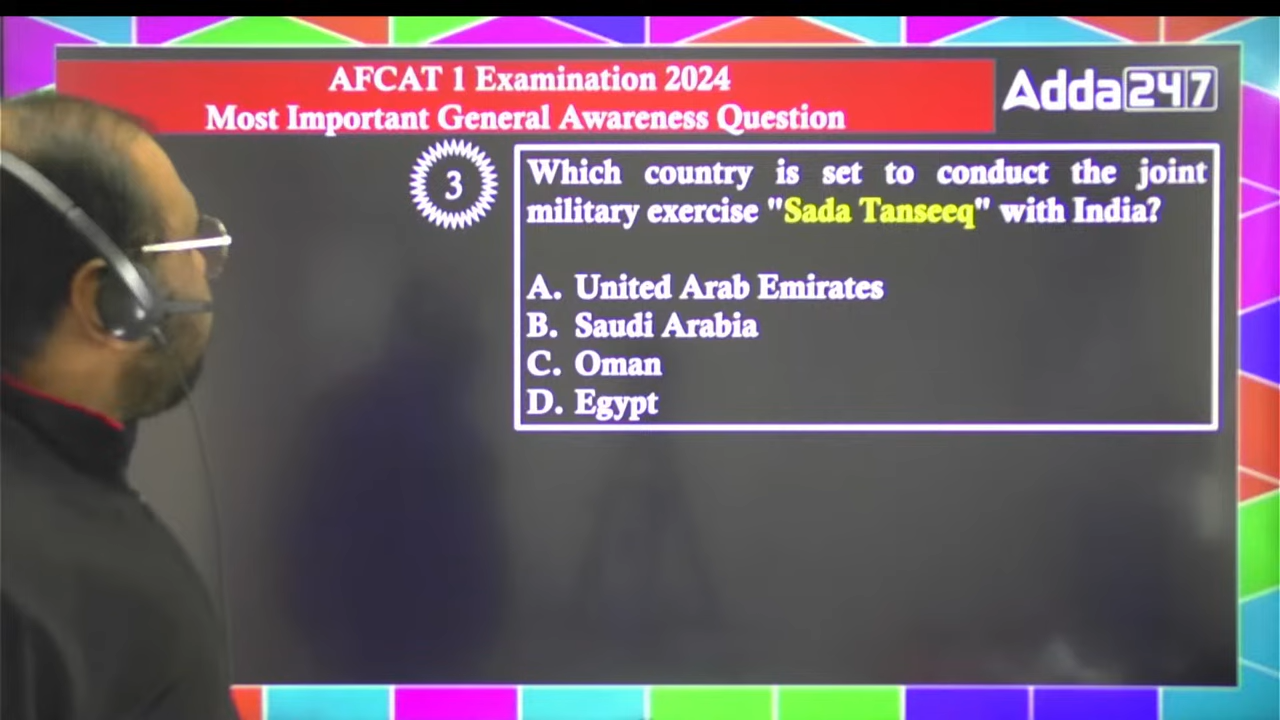 AFCAT 1 Examination 2024
Most Important General Awareness Question
Adda247
3
Which country is set to conduct the joint
military exercise "Sada Tanseeq" with India?
A. United Arab Emirates
B. Saudi Arabia
C. Oman
D. Egypt